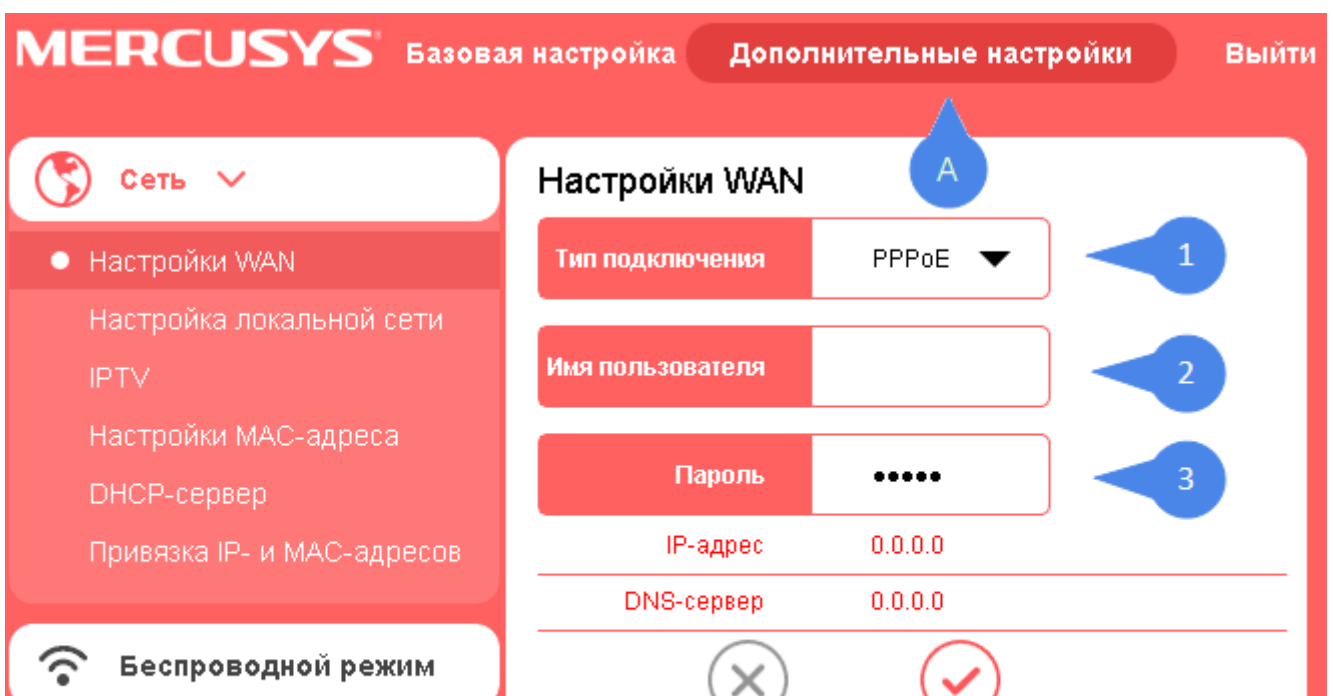 MERCUSYS Базовая настройка Дополнительные настройки Выйти
A
Сеть
Настройки WAN
Настройка локальной сети
IPTV
Настройки MAC-адреса
DHCP-сервер
Привязка IP- и MAC-адресов
Беспроводной режим
Настройки WAN
Тип подключения PPPoE 1
Имя пользователя 2
Пароль ••••• 3
IP-адрес 0.0.0.0
DNS-сервер 0.0.0.0